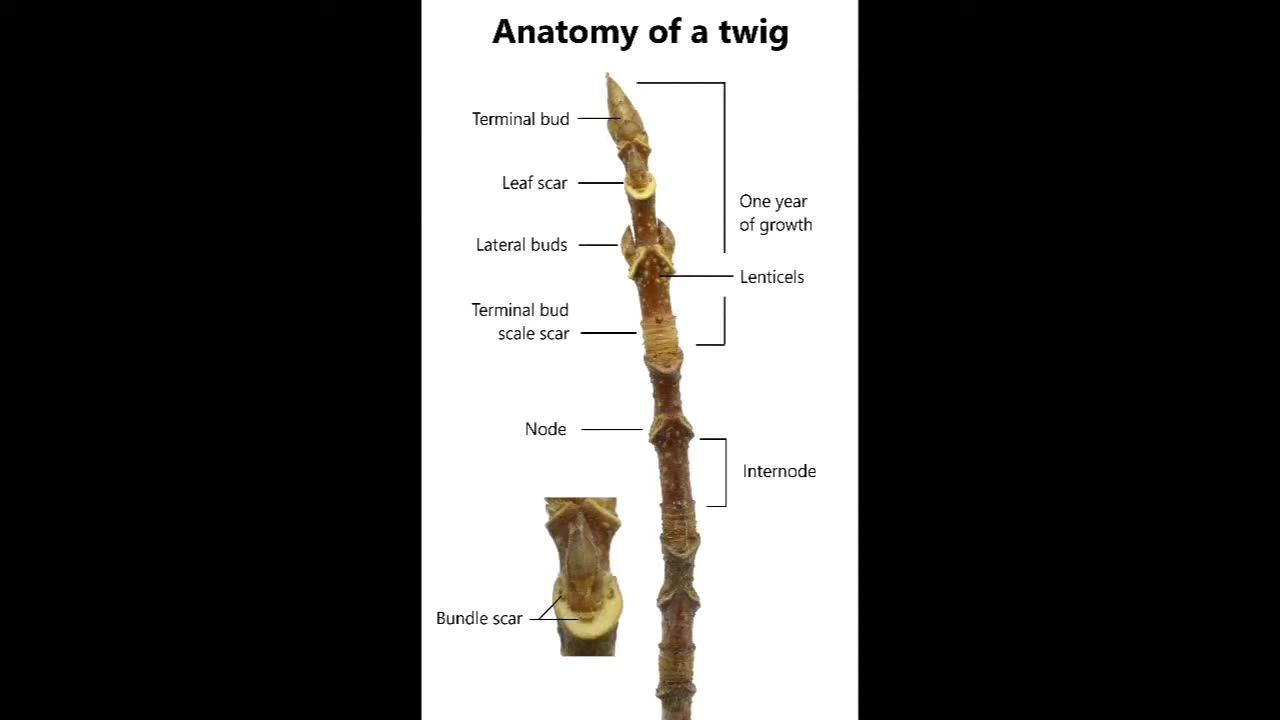 Anatomy of a twig
Terminal bud
Leaf scar
One year
of growth
Lateral buds
Lenticels
Terminal bud
scale scar
Node
Internode
Bundle scar